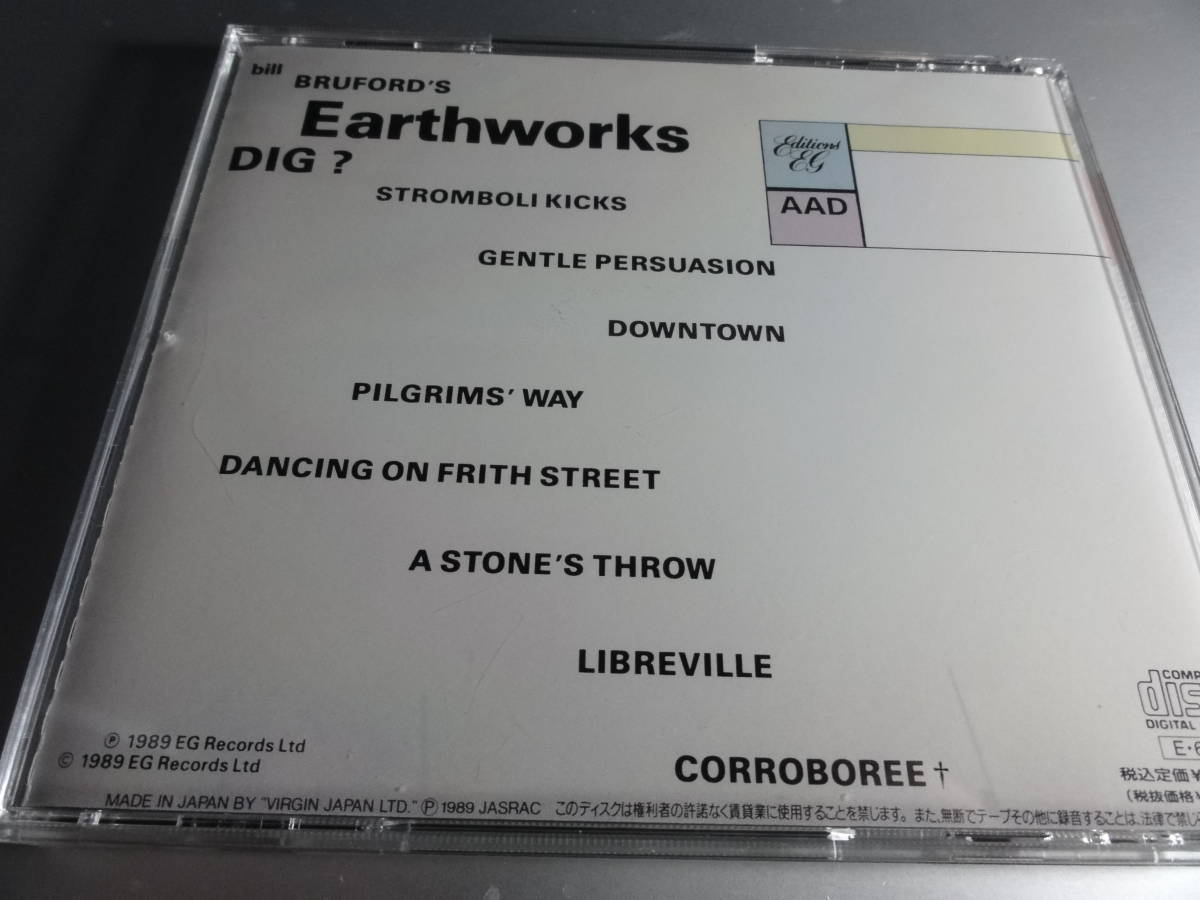 bill
BRUFORD'S
Earthworks
DIG ?
Editions
EG
AAD
STROMBOLI KICKS
GENTLE PERSUASION
DOWNTOWN
PILGRIMS' WAY
DANCING ON FRITH STREET
A STONE'S THROW
LIBREVILLE
CORROBOREE †
COMP
dis
DIGITAL
E·6
税込定価¥
(税抜価格¥
℗ 1989 EG Records Ltd
© 1989 EG Records Ltd
MADE IN JAPAN BY "VIRGIN JAPAN LTD." ℗ 1989 JASRAC このディスクは権利者の許諾なく賃貸業に使用することを禁じます。また、無断でテープその他に録音することは、法律で禁じら